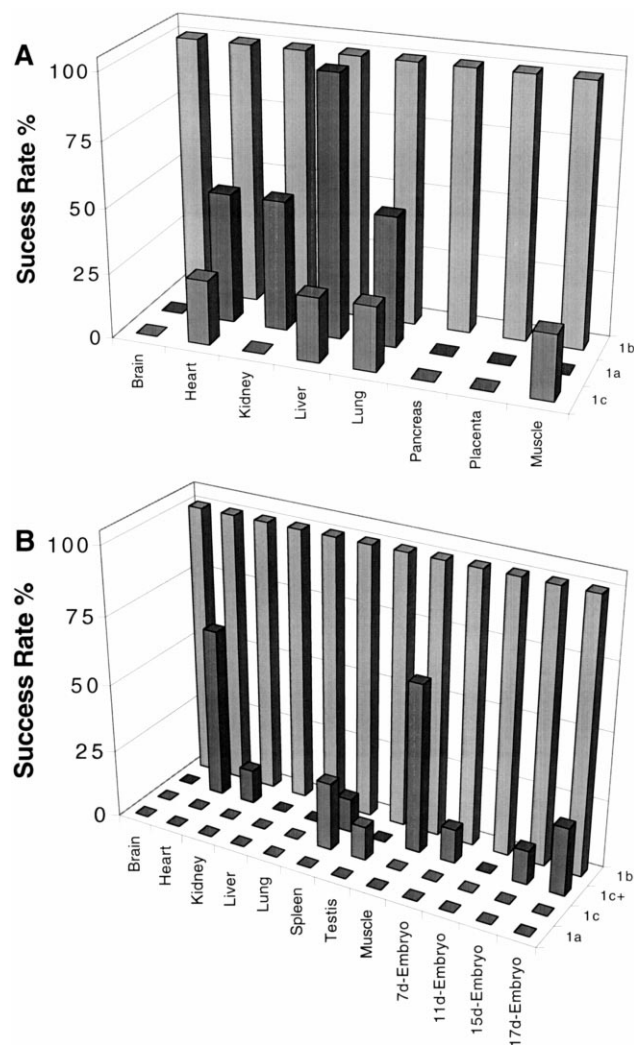 A
Sucess Rate %
100
75
50
25
0
Brain
Heart
Kidney
Liver
Lung
Pancreas
Placenta
Muscle
1b
1a
1c
B
Success Rate %
100
75
50
25
0
Brain
Heart
Kidney
Liver
Lung
Spleen
Testis
Muscle
7d-Embryo
11d-Embryo
15d-Embryo
17d-Embryo
1b
1c+
1c
1a